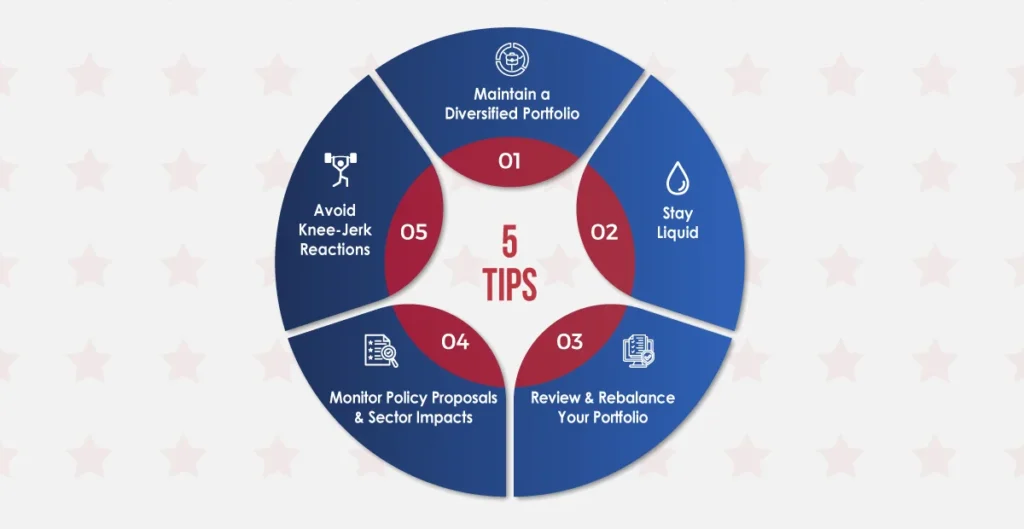 Maintain a
Diversified Portfolio
01
Stay
Liquid
02
Review & Rebalance
Your Portfolio
03
Monitor Policy Proposals
& Sector Impacts
04
Avoid
Knee-Jerk
Reactions
05
5
TIPS